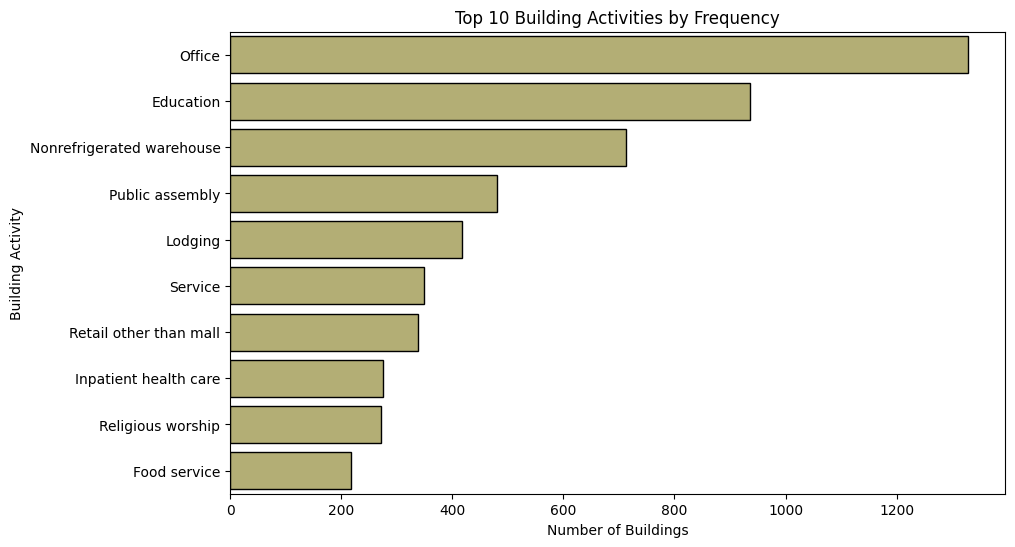 Top 10 Building Activities by Frequency
Office
Education
Nonrefrigerated warehouse
Public assembly
Lodging
Service
Retail other than mall
Inpatient health care
Religious worship
Food service
Building Activity
0 200 400 600 800 1000 1200
Number of Buildings